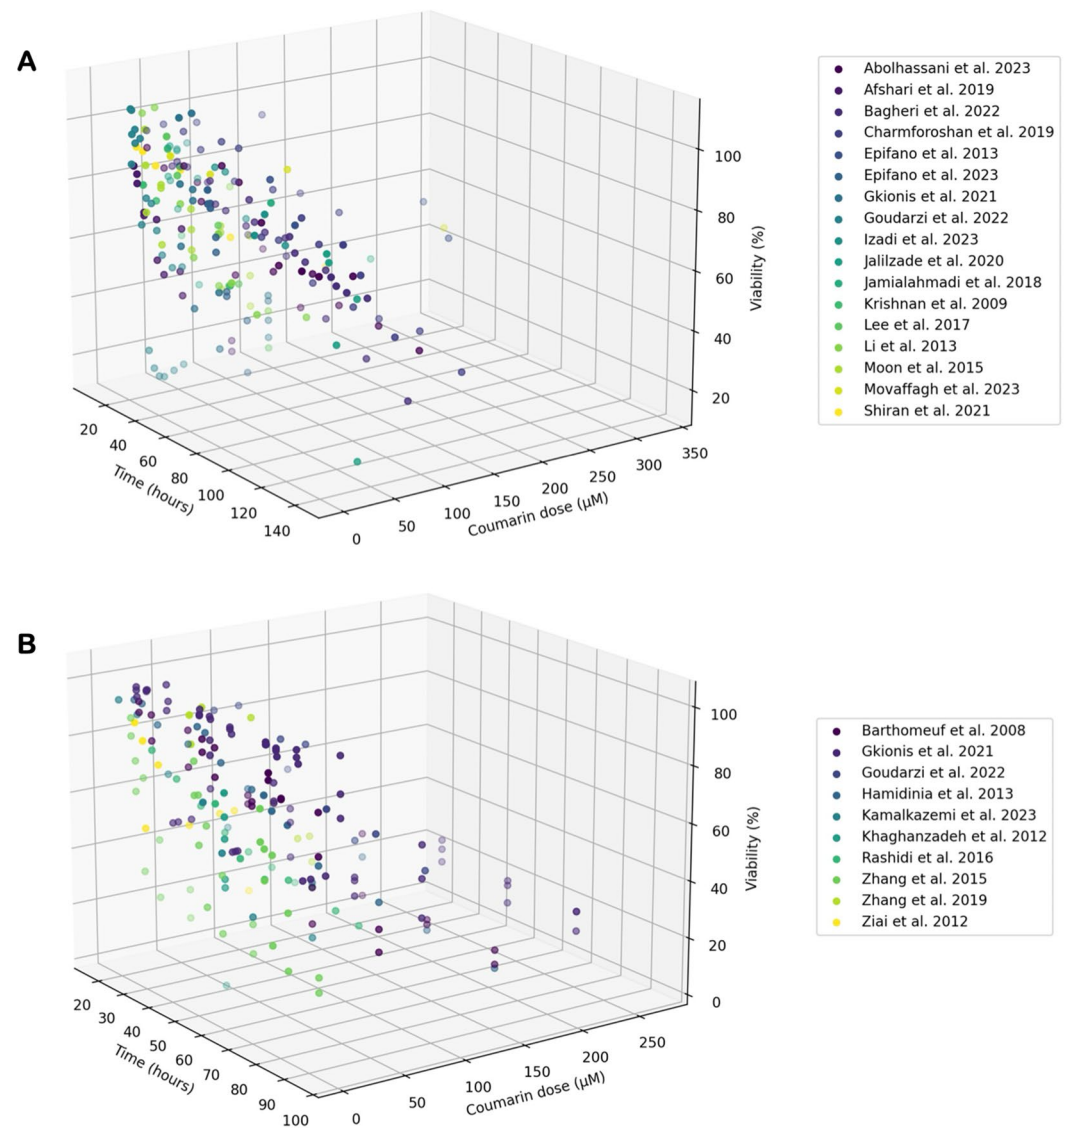 A
Abolhassani et al. 2023
Afshari et al. 2019
Bagheri et al. 2022
Charmforoshan et al. 2019
Epifano et al. 2013
Epifano et al. 2023
Gkionis et al. 2021
Goudarzi et al. 2022
Izadi et al. 2023
Jalilzade et al. 2020
Jamialahmadi et al. 2018
Krishnan et al. 2009
Lee et al. 2017
Li et al. 2013
Moon et al. 2015
Movaffagh et al. 2023
Shiran et al. 2021
100
80
60
40
20
Viability (%)
20
40
60
80
100
120
140
Time (hours)
0
50
100
150
200
250
300
350
Coumarin dose (μM)
B
Barthomeuf et al. 2008
Gkionis et al. 2021
Goudarzi et al. 2022
Hamidinia et al. 2013
Kamalkazemi et al. 2023
Khaghanzadeh et al. 2012
Rashidi et al. 2016
Zhang et al. 2015
Zhang et al. 2019
Ziai et al. 2012
100
80
60
40
20
0
Viability (%)
20
30
40
50
60
70
80
90
100
Time (hours)
0
50
100
150
200
250
Coumarin dose (μM)